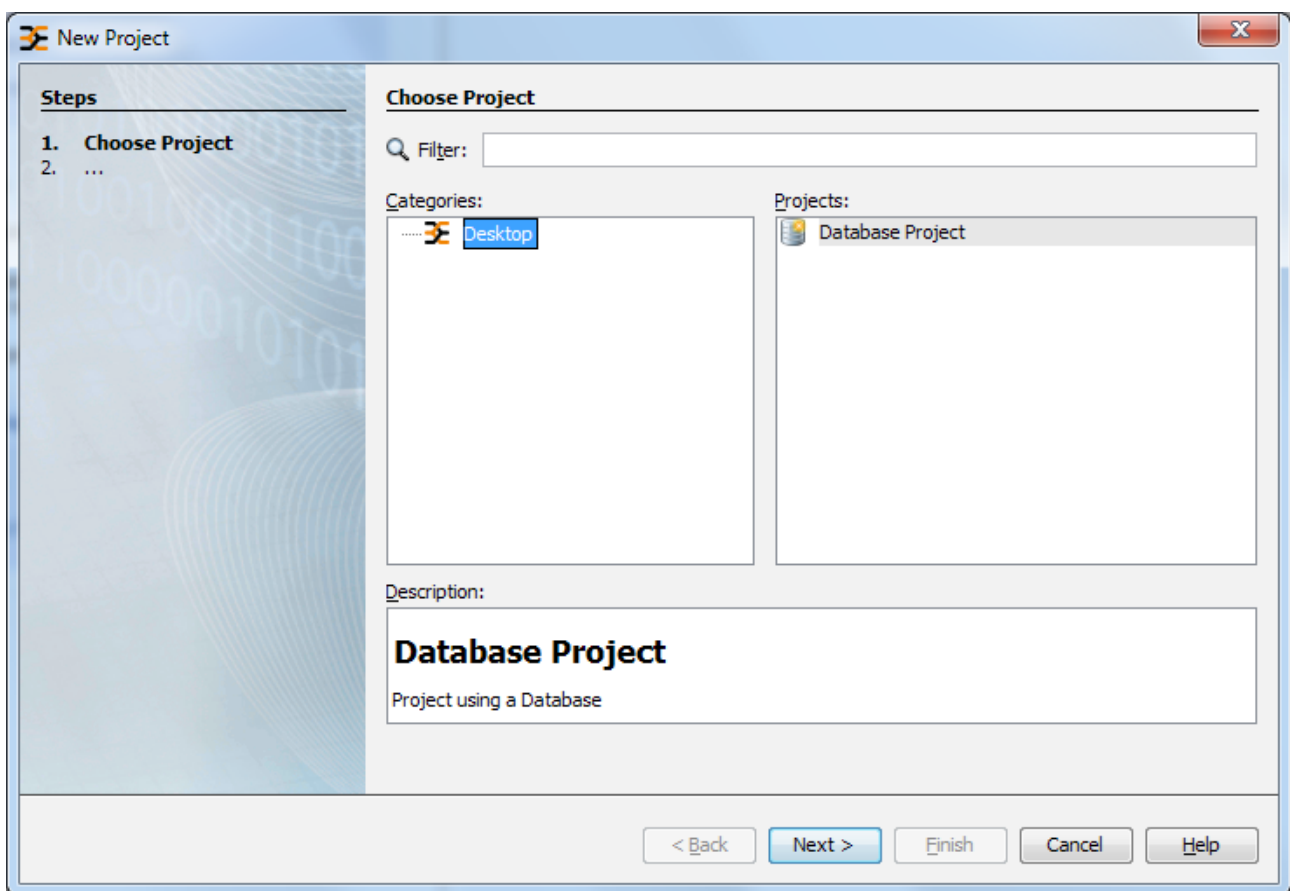 New Project
Steps
1. Choose Project
2. ...
Choose Project
Filter:
Categories:
Desktop
Projects:
Database Project
Description:
Database Project
Project using a Database
< Back
Next >
Finish
Cancel
Help